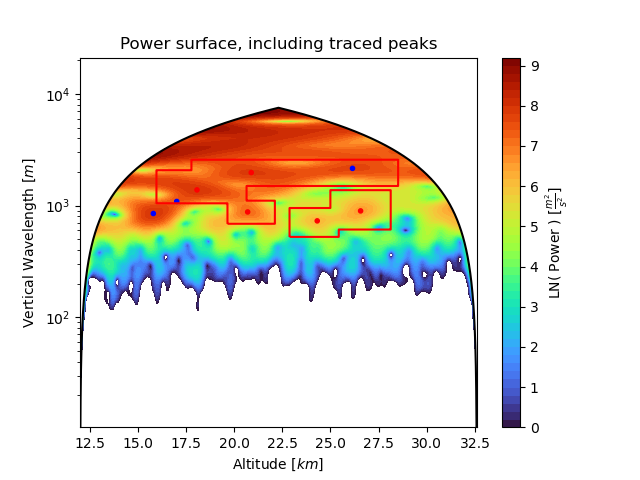 Power surface, including traced peaks
Vertical Wavelength [m]
10^4
10^3
10^2
12.5 15.0 17.5 20.0 22.5 25.0 27.5 30.0 32.5
Altitude [km]
9
8
7
6
5
4
3
2
1
0
LN( Power ) [m^2/s^2]